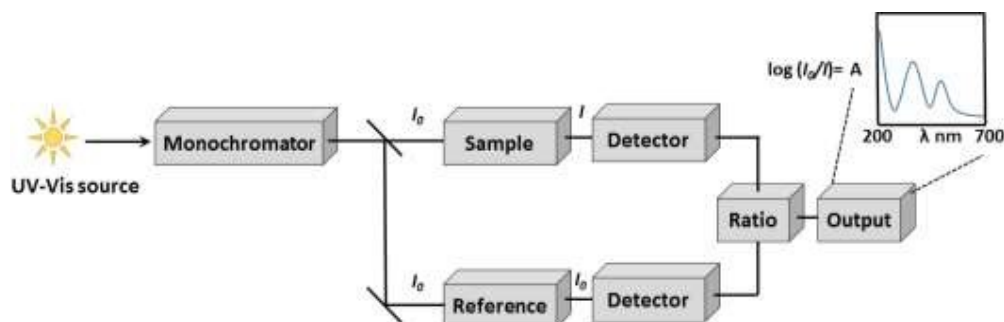 log (I₀/I)= A
200 λ nm 700
I₀ I
Monochromator Sample Detector
UV-Vis source
Ratio Output
I₀ I₀
Reference Detector